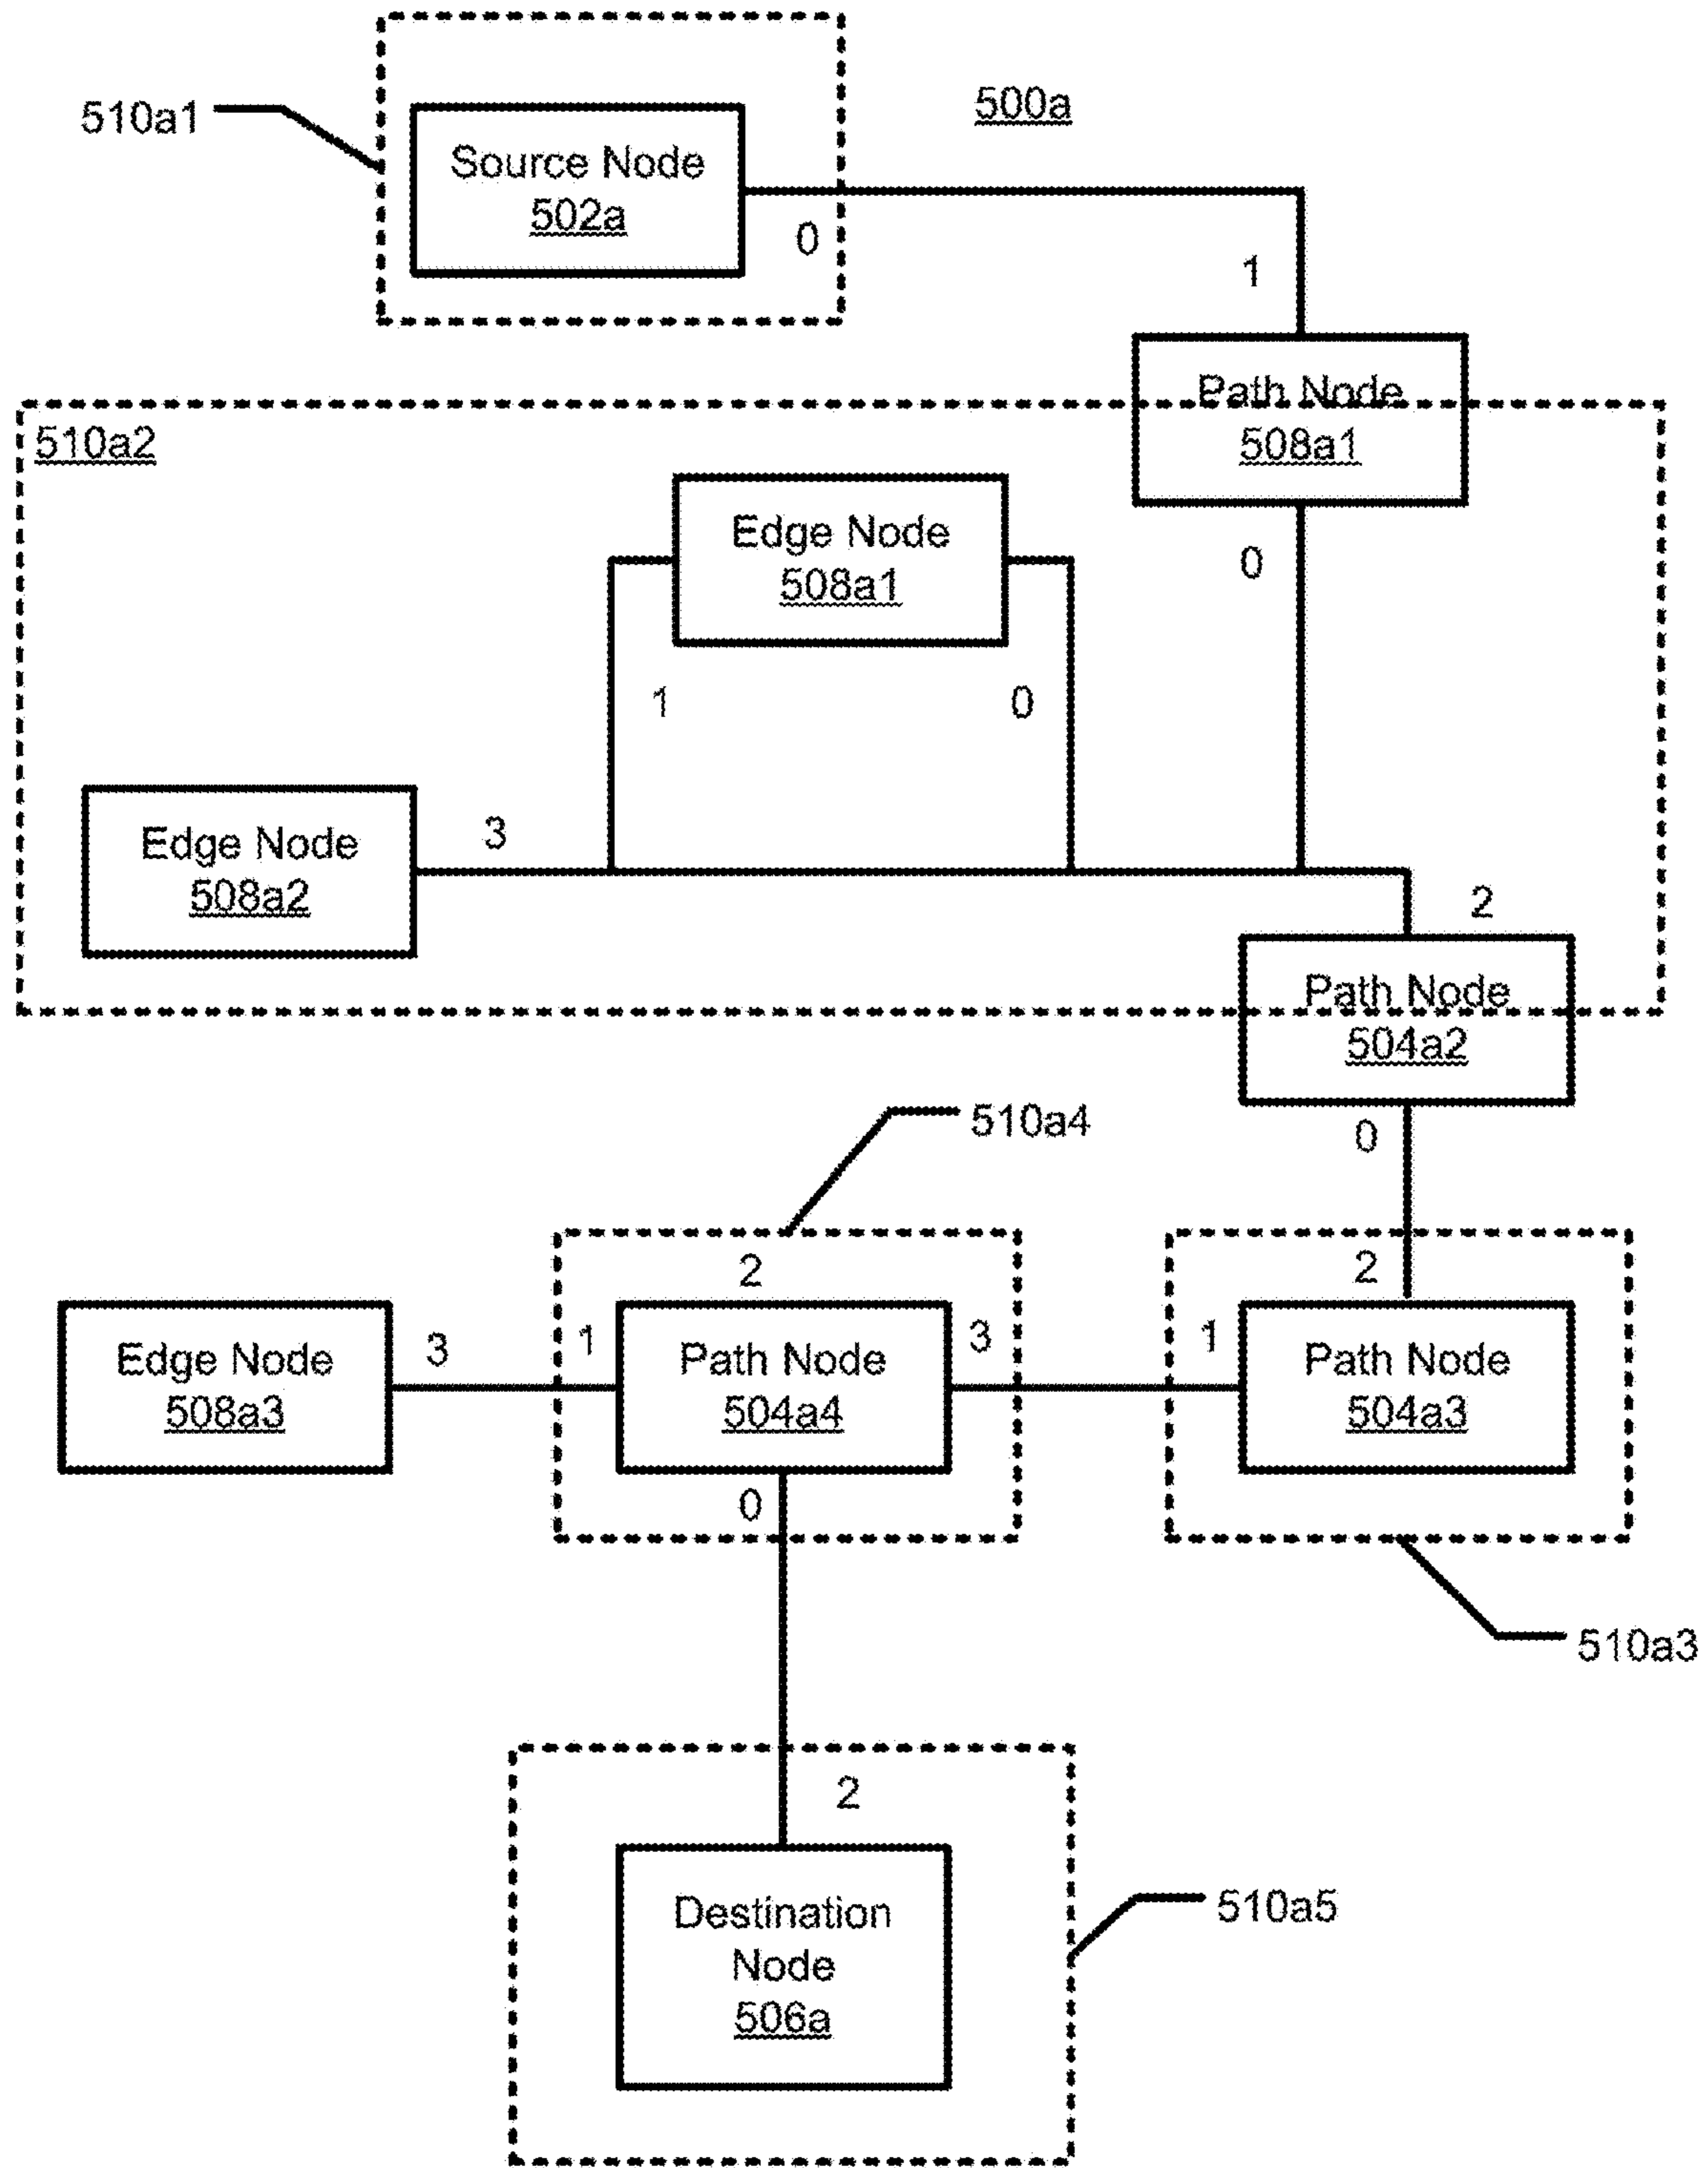 510a1
500a
Source Node
502a
0
1
Path Node
508a1
510a2
Edge Node
508a1
0
1
0
Edge Node
508a2
3
2
Path Node
504a2
0
510a4
2
2
Edge Node
508a3
3
1
Path Node
504a4
3
1
Path Node
504a3
0
510a3
2
Destination
Node
506a
510a5